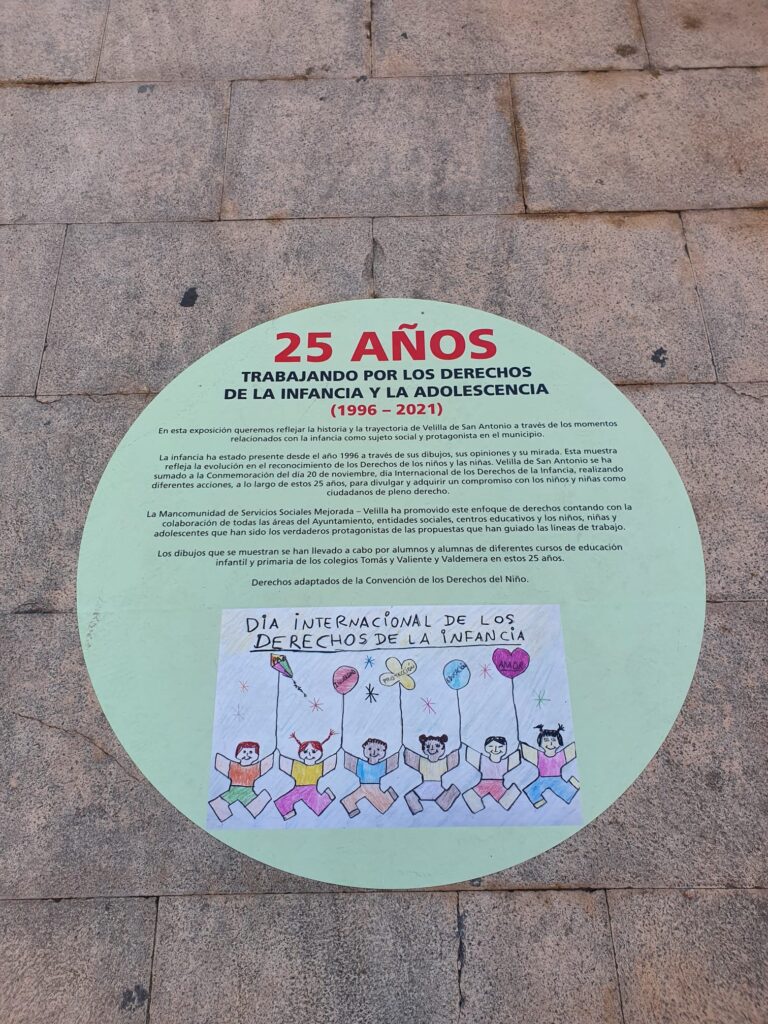 25 AÑOS
TRABAJANDO POR LOS DERECHOS
DE LA INFANCIA Y LA ADOLESCENCIA
(1996 – 2021)
En esta exposición queremos reflejar la historia y la trayectoria de Velilla de San Antonio a través de los momentos
relacionados con la infancia como sujeto social y protagonista en el municipio.
La infancia ha estado presente desde el año 1996 a través de sus dibujos, sus opiniones y su mirada. Esta muestra
refleja la evolución en el reconocimiento de los Derechos de los niños y las niñas. Velilla de San Antonio se ha
sumado a la Conmemoración del día 20 de noviembre, día Internacional de los Derechos de la Infancia, realizando
diferentes acciones, a lo largo de estos 25 años, para divulgar y adquirir un compromiso con los niños y niñas como
ciudadanos de pleno derecho.
La Mancomunidad de Servicios Sociales Mejorada – Velilla ha promovido este enfoque de derechos contando con la
colaboración de todas las áreas del Ayuntamiento, entidades sociales, centros educativos y los niños, niñas y
adolescentes que han sido los verdaderos protagonistas de las propuestas que han guiado las líneas de trabajo.
Los dibujos que se muestran se han llevado a cabo por alumnos y alumnas de diferentes cursos de educación
infantil y primaria de los colegios Tomás y Valiente y Valdemera en estos 25 años.
Derechos adaptados de la Convención de los Derechos del Niño.
DIA INTERNACIONAL DE LOS
DERECHOS DE LA INFANCIA
PROTECCIÓN
AMOR